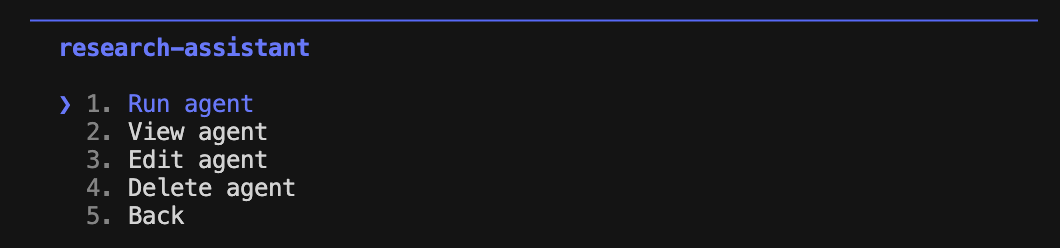 research-assistant
❯ 1. Run agent
2. View agent
3. Edit agent
4. Delete agent
5. Back